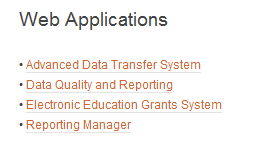 Web Applications
• Advanced Data Transfer System
• Data Quality and Reporting
• Electronic Education Grants System
• Reporting Manager